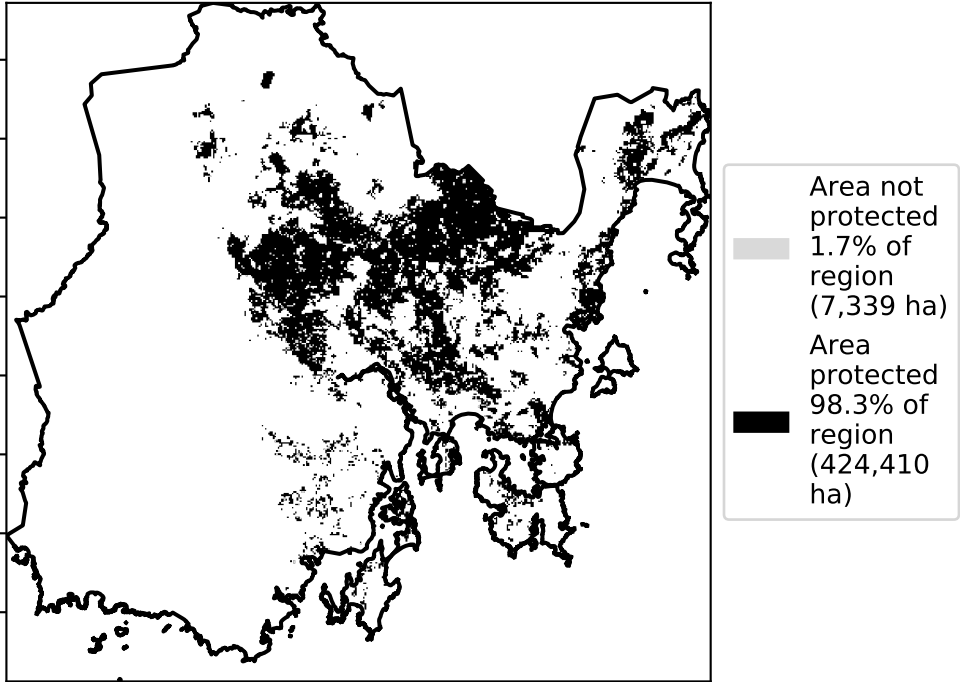 Area not
protected
1.7% of
region
(7,339 ha)
Area
protected
98.3% of
region
(424,410
ha)